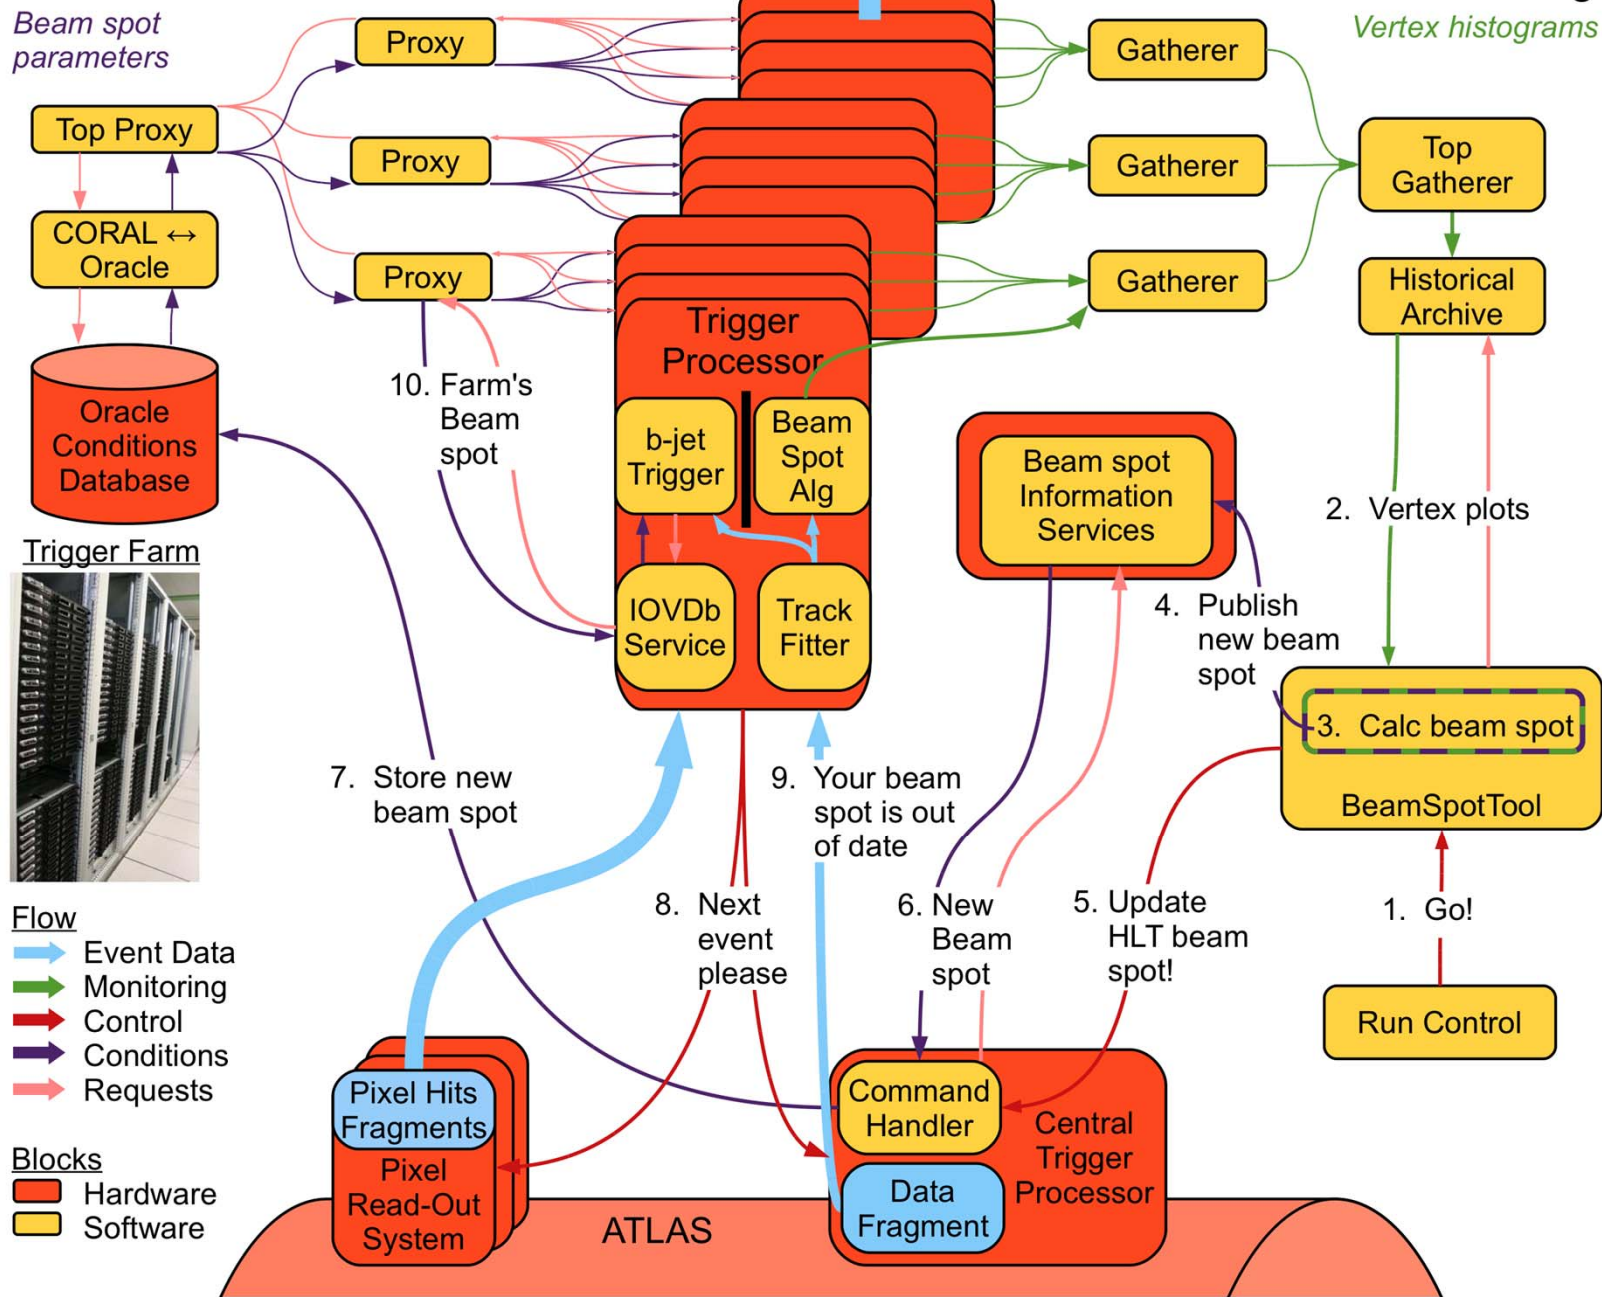 Beam spot
parameters
Vertex histograms
Proxy
Gatherer
Top Proxy
Proxy
Gatherer
Top
Gatherer
CORAL ↔
Oracle
Proxy
Gatherer
Historical
Archive
Trigger
Processor
10. Farm's
Beam
spot
Oracle
Conditions
Database
b-jet
Trigger
Beam
Spot
Alg
Beam spot
Information
Services
2. Vertex plots
Trigger Farm
IOVDb
Service
Track
Fitter
4. Publish
new beam
spot
3. Calc beam spot
BeamSpotTool
7. Store new
beam spot
9. Your beam
spot is out
of date
8. Next
event
please
6. New
Beam
spot
5. Update
HLT beam
spot!
1. Go!
Run Control
Flow
Event Data
Monitoring
Control
Conditions
Requests
Blocks
Hardware
Software
Pixel Hits
Fragments
Pixel
Read-Out
System
ATLAS
Command
Handler
Central
Trigger
Processor
Data
Fragment